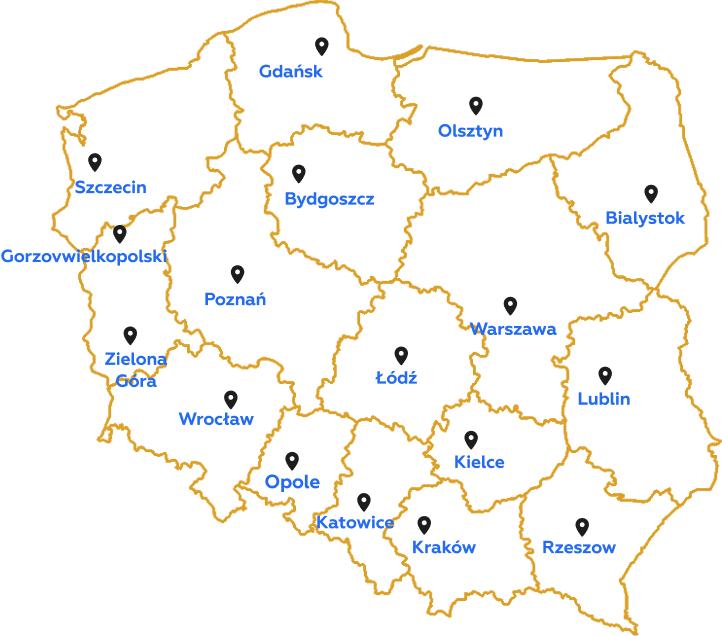 Gdańsk
Olsztyn
Szczecin
Bydgoszcz
Bialystok
Gorzovwielkopolski
Poznań
Warszawa
Zielona
Góra
Łódź
Lublin
Wrocław
Kielce
Opole
Katowice
Kraków
Rzeszow